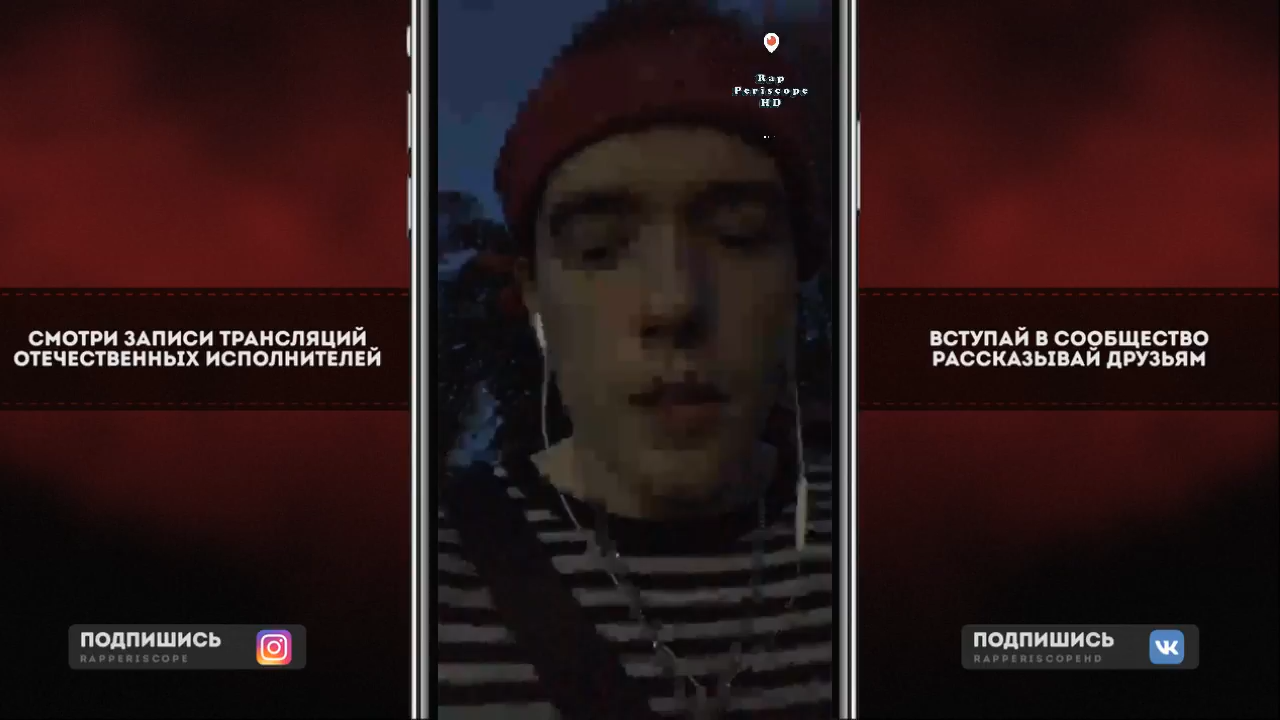 Rap
Periscope
HD
СМОТРИ ЗАПИСИ ТРАНСЛЯЦИЙ
ОТЕЧЕСТВЕННЫХ ИСПОЛНИТЕЛЕЙ
ВСТУПАЙ В СООБЩЕСТВО
РАССКАЗЫВАЙ ДРУЗЬЯМ
ПОДПИШИСЬ
RAPPERISCOPE
ПОДПИШИСЬ
RAPPERISCOPEHD